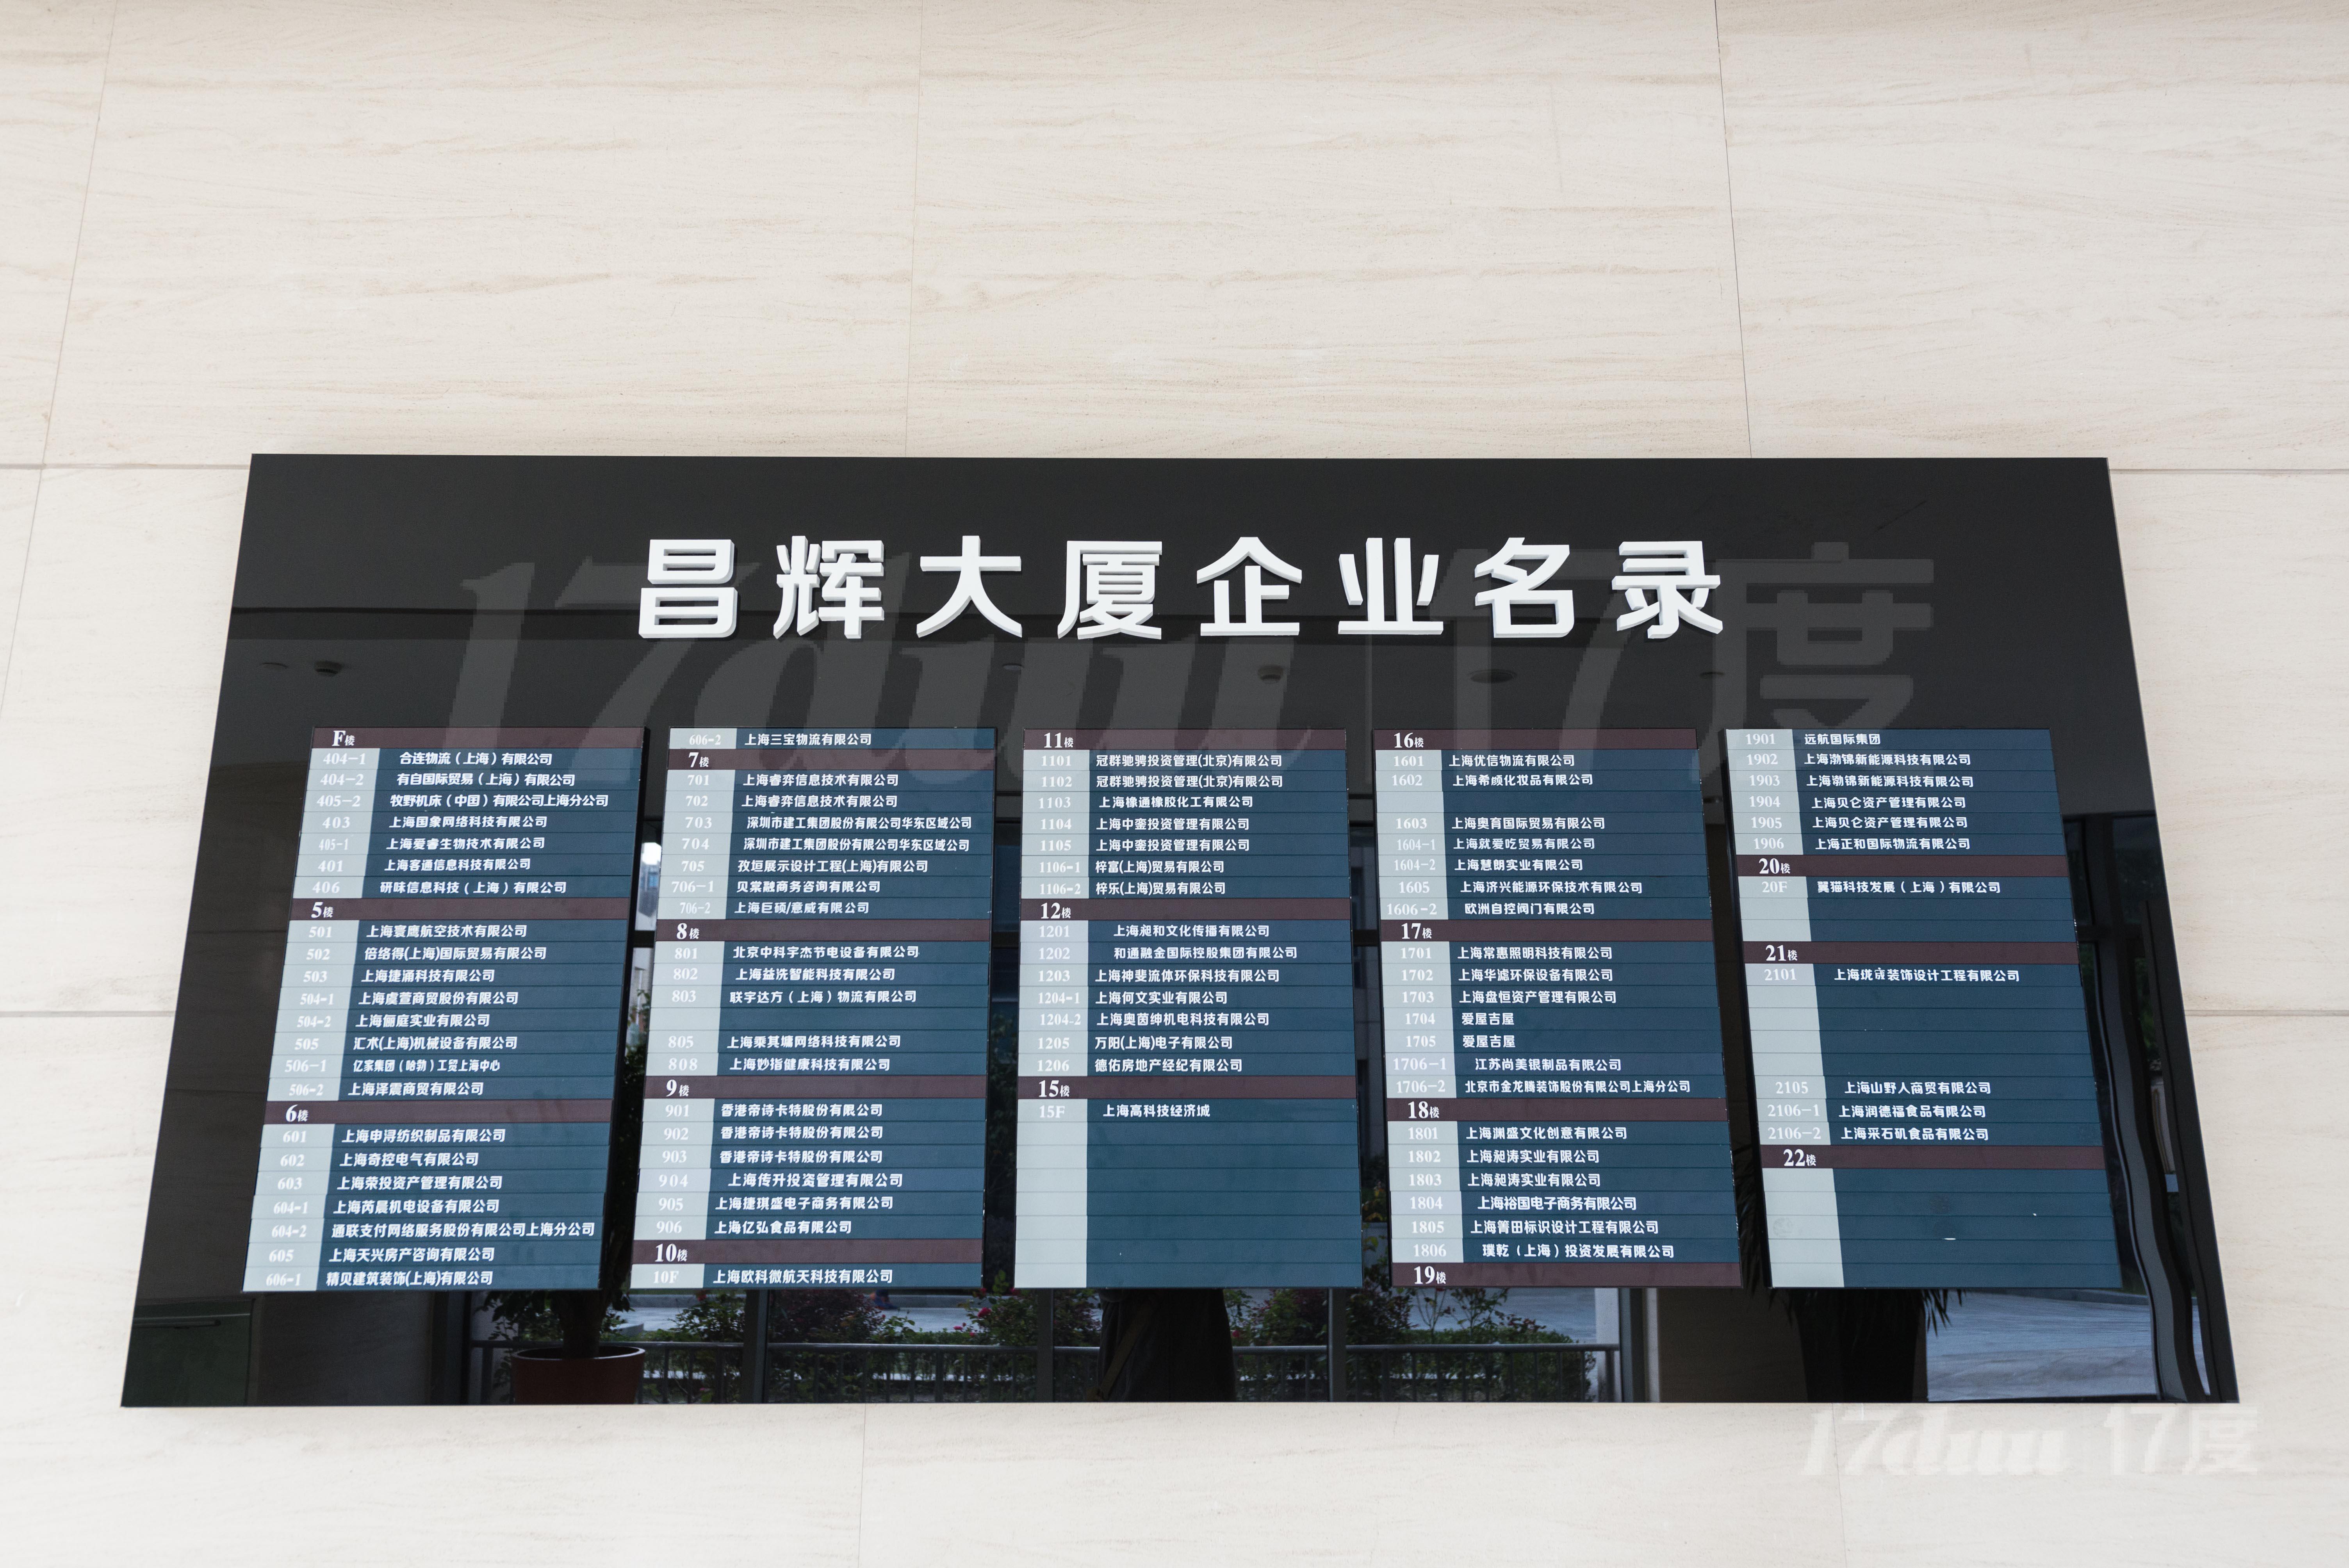 昌辉大厦企业名录
F楼
404-1 合连物流（上海）有限公司
404-2 有自国际贸易（上海）有限公司
405-2 牧野机床（中国）有限公司上海分公司
403 上海国象网络科技有限公司
405-1 上海爱睿生物技术有限公司
401 上海客通信息科技有限公司
406 研味信息科技（上海）有限公司
5楼
501 上海寰鹰航空技术有限公司
502 倍络得(上海)国际贸易有限公司
503 上海捷涌科技有限公司
504-1 上海虞萱商贸股份有限公司
504-2 上海俪庭实业有限公司
505 汇术(上海)机械设备有限公司
506-1 亿家集团（哈勃）工贸上海中心
506-2 上海泽震商贸有限公司
6楼
601 上海申浔纺织制品有限公司
602 上海奇控电气有限公司
603 上海荣投资产管理有限公司
604-1 上海芮晨机电设备有限公司
604-2 通联支付网络服务股份有限公司上海分公司
605 上海天兴房产咨询有限公司
606-1 精贝建筑装饰(上海)有限公司
606-2 上海三宝物流有限公司
7楼
701 上海睿弈信息技术有限公司
702 上海睿弈信息技术有限公司
703 深圳市建工集团股份有限公司华东区域公司
704 深圳市建工集团股份有限公司华东区域公司
705 孜垣展示设计工程(上海)有限公司
706-1 贝棠融商务咨询有限公司
706-2 上海巨硕/意威有限公司
8楼
801 北京中科宇杰节电设备有限公司
802 上海益洗智能科技有限公司
803 联宇达方（上海）物流有限公司
805 上海乘其墉网络科技有限公司
808 上海妙指健康科技有限公司
9楼
901 香港帝诗卡特股份有限公司
902 香港帝诗卡特股份有限公司
903 香港帝诗卡特股份有限公司
904 上海传升投资管理有限公司
905 上海捷琪盛电子商务有限公司
906 上海亿弘食品有限公司
10楼
10F 上海欧科微航天科技有限公司
11楼
1101 冠群驰骋投资管理(北京)有限公司
1102 冠群驰骋投资管理(北京)有限公司
1103 上海橡通橡胶化工有限公司
1104 上海中銮投资管理有限公司
1105 上海中銮投资管理有限公司
1106-1 梓富(上海)贸易有限公司
1106-2 梓乐(上海)贸易有限公司
12楼
1201 上海昶和文化传播有限公司
1202 和通融金国际控股集团有限公司
1203 上海神斐流体环保科技有限公司
1204-1 上海何文实业有限公司
1204-2 上海奥茵绅机电科技有限公司
1205 万阳(上海)电子有限公司
1206 德佑房地产经纪有限公司
15楼
15F 上海高科技经济城
16楼
1601 上海优信物流有限公司
1602 上海希颜化妆品有限公司
1603 上海奥育国际贸易有限公司
1604-1 上海就爱吃贸易有限公司
1604-2 上海慧朗实业有限公司
1605 上海济兴能源环保技术有限公司
1606-2 欧洲自控阀门有限公司
17楼
1701 上海常惠照明科技有限公司
1702 上海华滤环保设备有限公司
1703 上海盘恒资产管理有限公司
1704 爱屋吉屋
1705 爱屋吉屋
1706-1 江苏尚美银制品有限公司
1706-2 北京市金龙腾装饰股份有限公司上海分公司
18楼
1801 上海渊盛文化创意有限公司
1802 上海昶涛实业有限公司
1803 上海昶涛实业有限公司
1804 上海裕国电子商务有限公司
1805 上海箐田标识设计工程有限公司
1806 璞乾（上海）投资发展有限公司
19楼
1901 远航国际集团
1902 上海渤锦新能源科技有限公司
1903 上海渤锦新能源科技有限公司
1904 上海贝仑资产管理有限公司
1905 上海贝仑资产管理有限公司
1906 上海正和国际物流有限公司
20楼
20F 翼猫科技发展（上海）有限公司
21楼
2101 上海珑宬装饰设计工程有限公司
2105 上海山野人商贸有限公司
2106-1 上海润德福食品有限公司
2106-2 上海采石矶食品有限公司
22楼
17duu 17度
17duu 17度